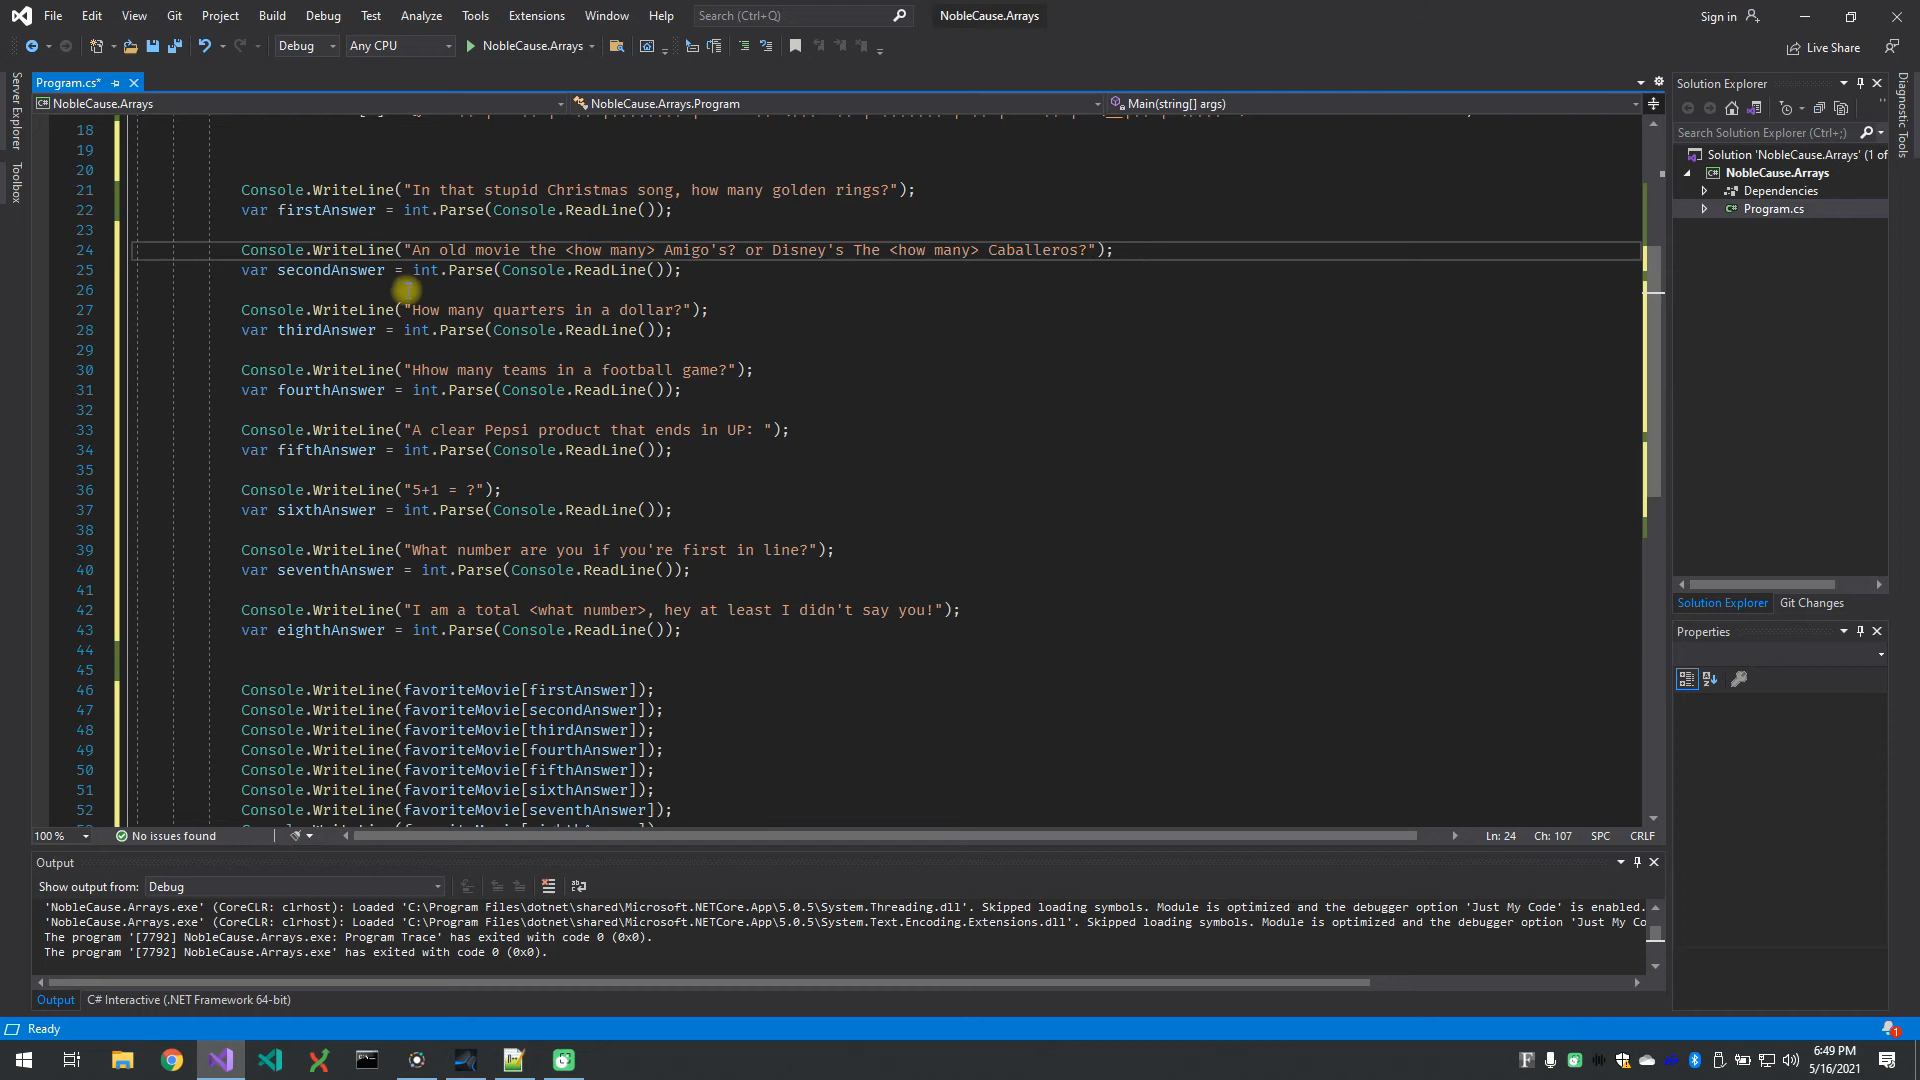 File Edit View Git Project Build Debug Test Analyze Tools Extensions Window Help Search (Ctrl+Q) NobleCause.Arrays Sign in
Debug Any CPU NobleCause.Arrays Live Share
Server Explorer
Toolbox
Program.cs*
NobleCause.Arrays NobleCause.Arrays.Program Main(string[] args)
18
19
20
21 Console.WriteLine("In that stupid Christmas song, how many golden rings?");
22 var firstAnswer = int.Parse(Console.ReadLine());
23
24 Console.WriteLine("An old movie the <how many> Amigo's? or Disney's The <how many> Caballeros?");
25 var secondAnswer = int.Parse(Console.ReadLine());
26
27 Console.WriteLine("How many quarters in a dollar?");
28 var thirdAnswer = int.Parse(Console.ReadLine());
29
30 Console.WriteLine("Hhow many teams in a football game?");
31 var fourthAnswer = int.Parse(Console.ReadLine());
32
33 Console.WriteLine("A clear Pepsi product that ends in UP: ");
34 var fifthAnswer = int.Parse(Console.ReadLine());
35
36 Console.WriteLine("5+1 = ?");
37 var sixthAnswer = int.Parse(Console.ReadLine());
38
39 Console.WriteLine("What number are you if you're first in line?");
40 var seventhAnswer = int.Parse(Console.ReadLine());
41
42 Console.WriteLine("I am a total <what number>, hey at least I didn't say you!");
43 var eighthAnswer = int.Parse(Console.ReadLine());
44
45
46 Console.WriteLine(favoriteMovie[firstAnswer]);
47 Console.WriteLine(favoriteMovie[secondAnswer]);
48 Console.WriteLine(favoriteMovie[thirdAnswer]);
49 Console.WriteLine(favoriteMovie[fourthAnswer]);
50 Console.WriteLine(favoriteMovie[fifthAnswer]);
51 Console.WriteLine(favoriteMovie[sixthAnswer]);
52 Console.WriteLine(favoriteMovie[seventhAnswer]);
100 % No issues found Ln: 24 Ch: 107 SPC CRLF
Output
Show output from: Debug
'NobleCause.Arrays.exe' (CoreCLR: clrhost): Loaded 'C:\Program Files\dotnet\shared\Microsoft.NETCore.App\5.0.5\System.Threading.dll'. Skipped loading symbols. Module is optimized and the debugger option 'Just My Code' is enabled.
'NobleCause.Arrays.exe' (CoreCLR: clrhost): Loaded 'C:\Program Files\dotnet\shared\Microsoft.NETCore.App\5.0.5\System.Text.Encoding.Extensions.dll'. Skipped loading symbols. Module is optimized and the debugger option 'Just My Co
The program '[7792] NobleCause.Arrays.exe: Program Trace' has exited with code 0 (0x0).
The program '[7792] NobleCause.Arrays.exe' has exited with code 0 (0x0).
Output C# Interactive (.NET Framework 64-bit)
Solution Explorer
Search Solution Explorer (Ctrl+;)
Solution 'NobleCause.Arrays' (1 of
NobleCause.Arrays
Dependencies
C# Program.cs
Solution Explorer Git Changes
Properties
Diagnostic Tools
Ready
1
6:49 PM
5/16/2021